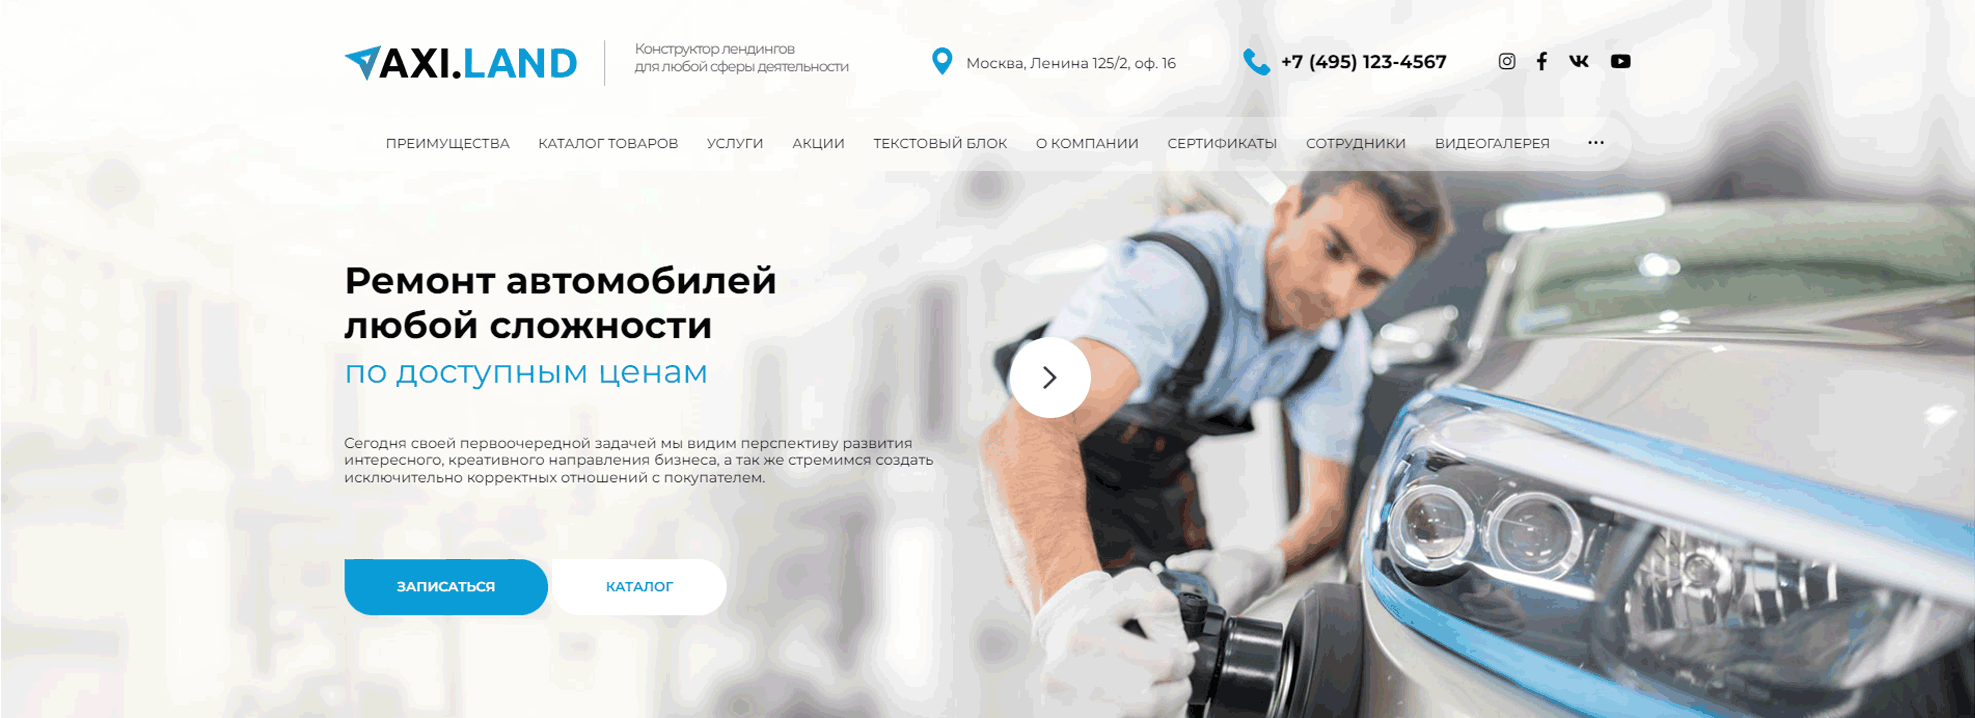 AXI.LAND
Конструктор лендингов
для любой сферы деятельности
Москва, Ленина 125/2, оф. 16
+7 (495) 123-4567
ПРЕИМУЩЕСТВА КАТАЛОГ ТОВАРОВ УСЛУГИ АКЦИИ ТЕКСТОВЫЙ БЛОК О КОМПАНИИ СЕРТИФИКАТЫ СОТРУДНИКИ ВИДЕОГАЛЕРЕЯ ...
Ремонт автомобилей
любой сложности
по доступным ценам
Сегодня своей первоочередной задачей мы видим перспективу развития
интересного, креативного направления бизнеса, а так же стремимся создать
исключительно корректных отношений с покупателем.
ЗАПИСАТЬСЯ КАТАЛОГ